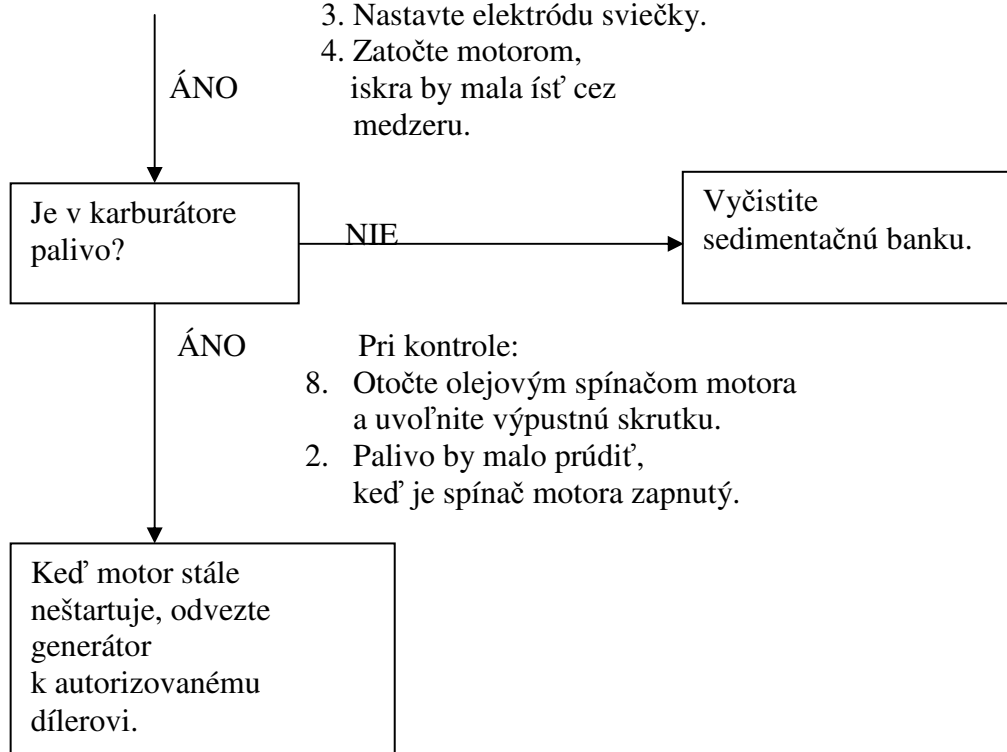 3. Nastavte elektródu sviečky.
4. Zatočte motorom,
iskra by mala ísť cez
medzeru.
ÁNO
Je v karburátore
palivo?
NIE
Vyčistite
sedimentačnú banku.
ÁNO
Pri kontrole:
8. Otočte olejovým spínačom motora
a uvoľnite výpustnú skrutku.
2. Palivo by malo prúdiť,
keď je spínač motora zapnutý.
Keď motor stále
neštartuje, odvezte
generátor
k autorizovanému
dílerovi.